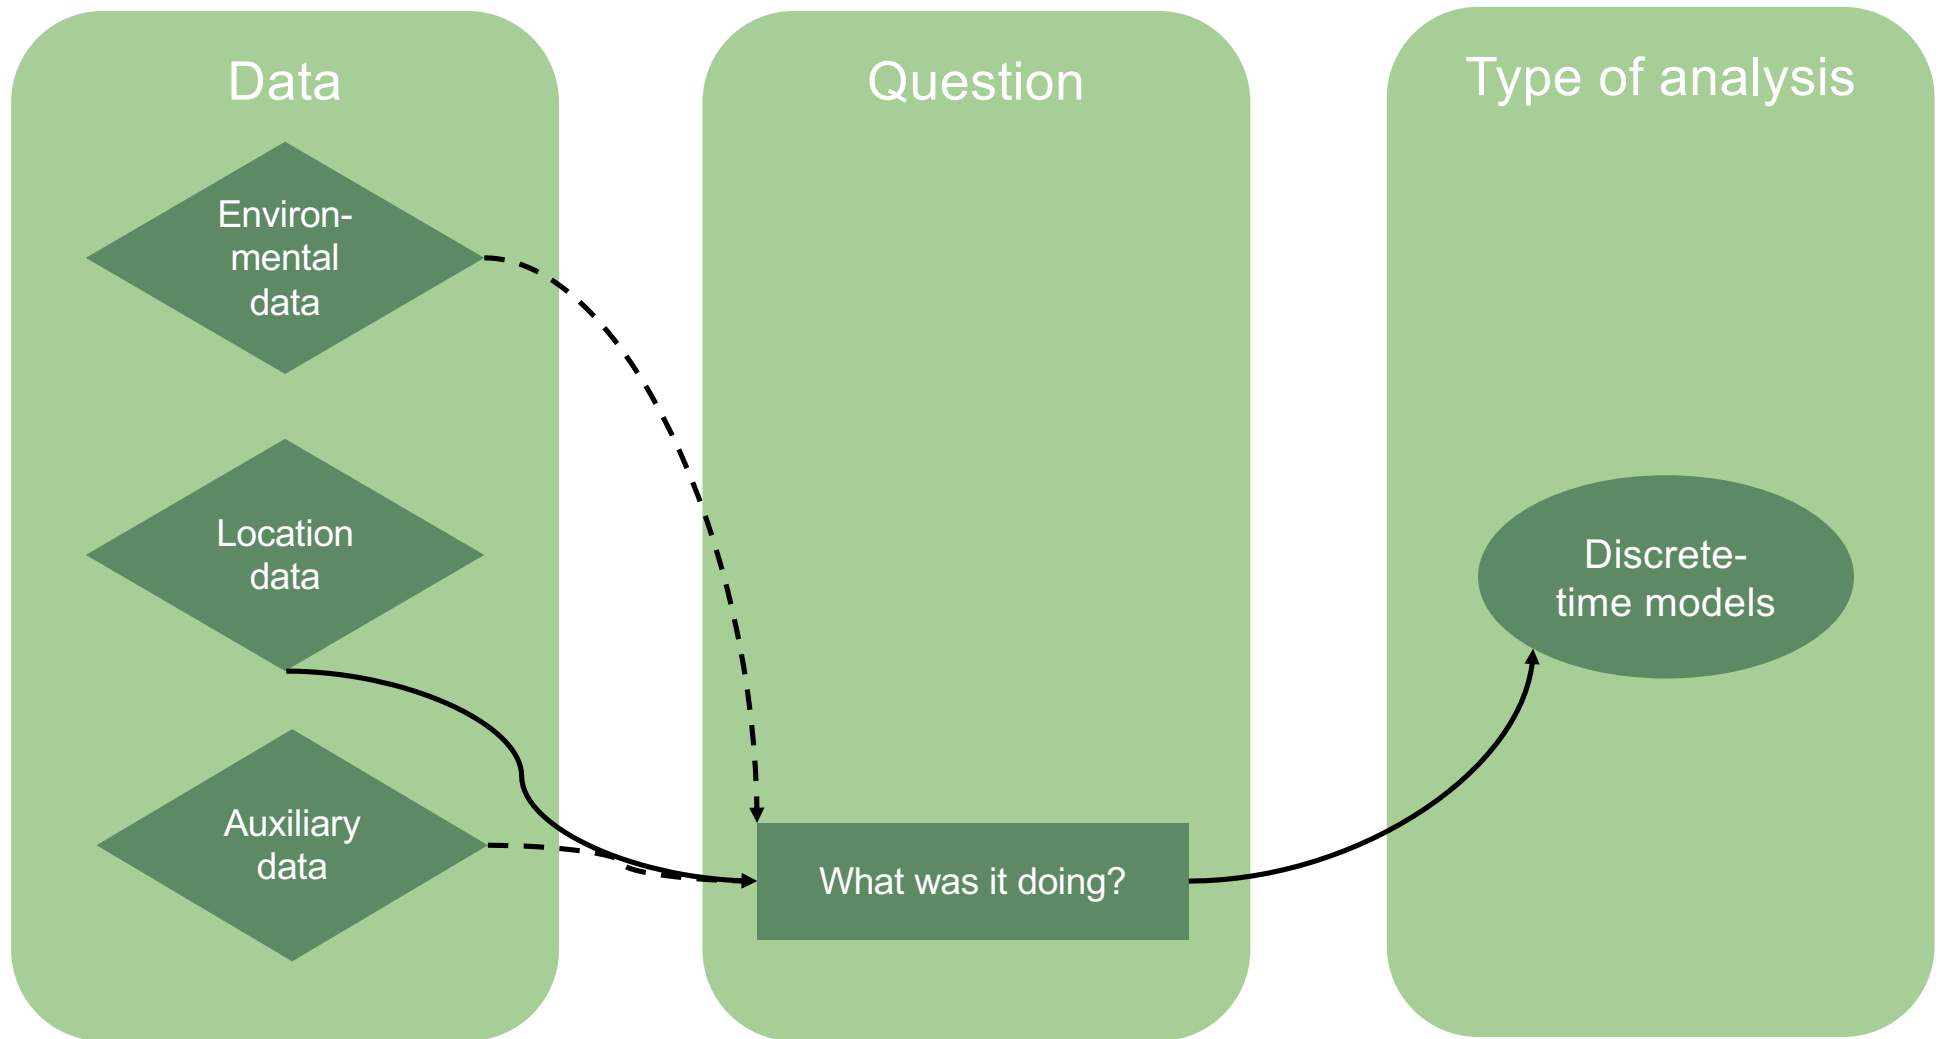 Data
Environ-
mental
data
Location
data
Auxiliary
data
Question
What was it doing?
Type of analysis
Discrete-
time models